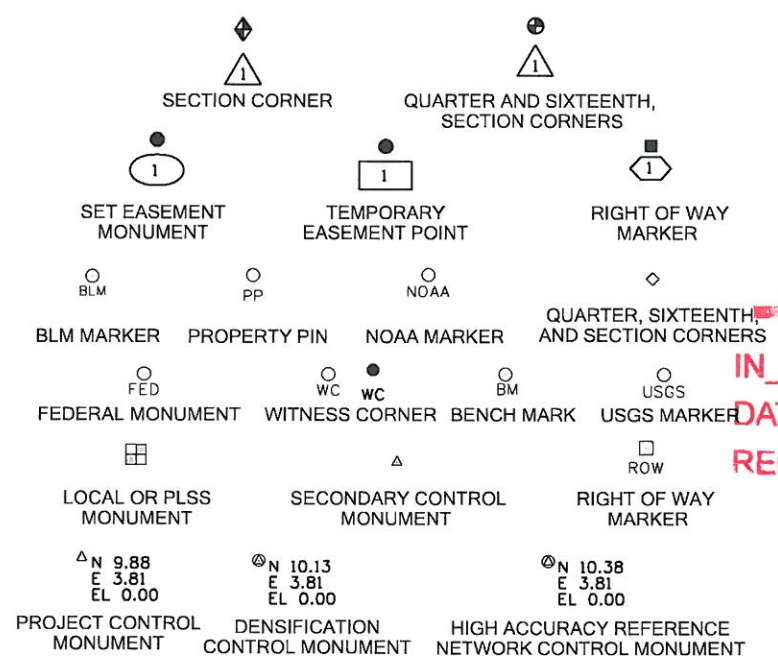 1
1
SECTION CORNER
QUARTER AND SIXTEENTH,
SECTION CORNERS
1
1
1
SET EASEMENT
MONUMENT
TEMPORARY
EASEMENT POINT
RIGHT OF WAY
MARKER
BLM
PP
NOAA
BLM MARKER
PROPERTY PIN
NOAA MARKER
QUARTER, SIXTEENTH,
AND SECTION CORNERS
IN_
FED
WC
WC
BM
USGS
FEDERAL MONUMENT
WITNESS CORNER
BENCH MARK
USGS MARKER
DAT
REC
ROW
LOCAL OR PLSS
MONUMENT
SECONDARY CONTROL
MONUMENT
RIGHT OF WAY
MARKER
N 9.88
E 3.81
EL 0.00
N 10.13
E 3.81
EL 0.00
N 10.38
E 3.81
EL 0.00
PROJECT CONTROL
MONUMENT
DENSIFICATION
CONTROL MONUMENT
HIGH ACCURACY REFERENCE
NETWORK CONTROL MONUMENT